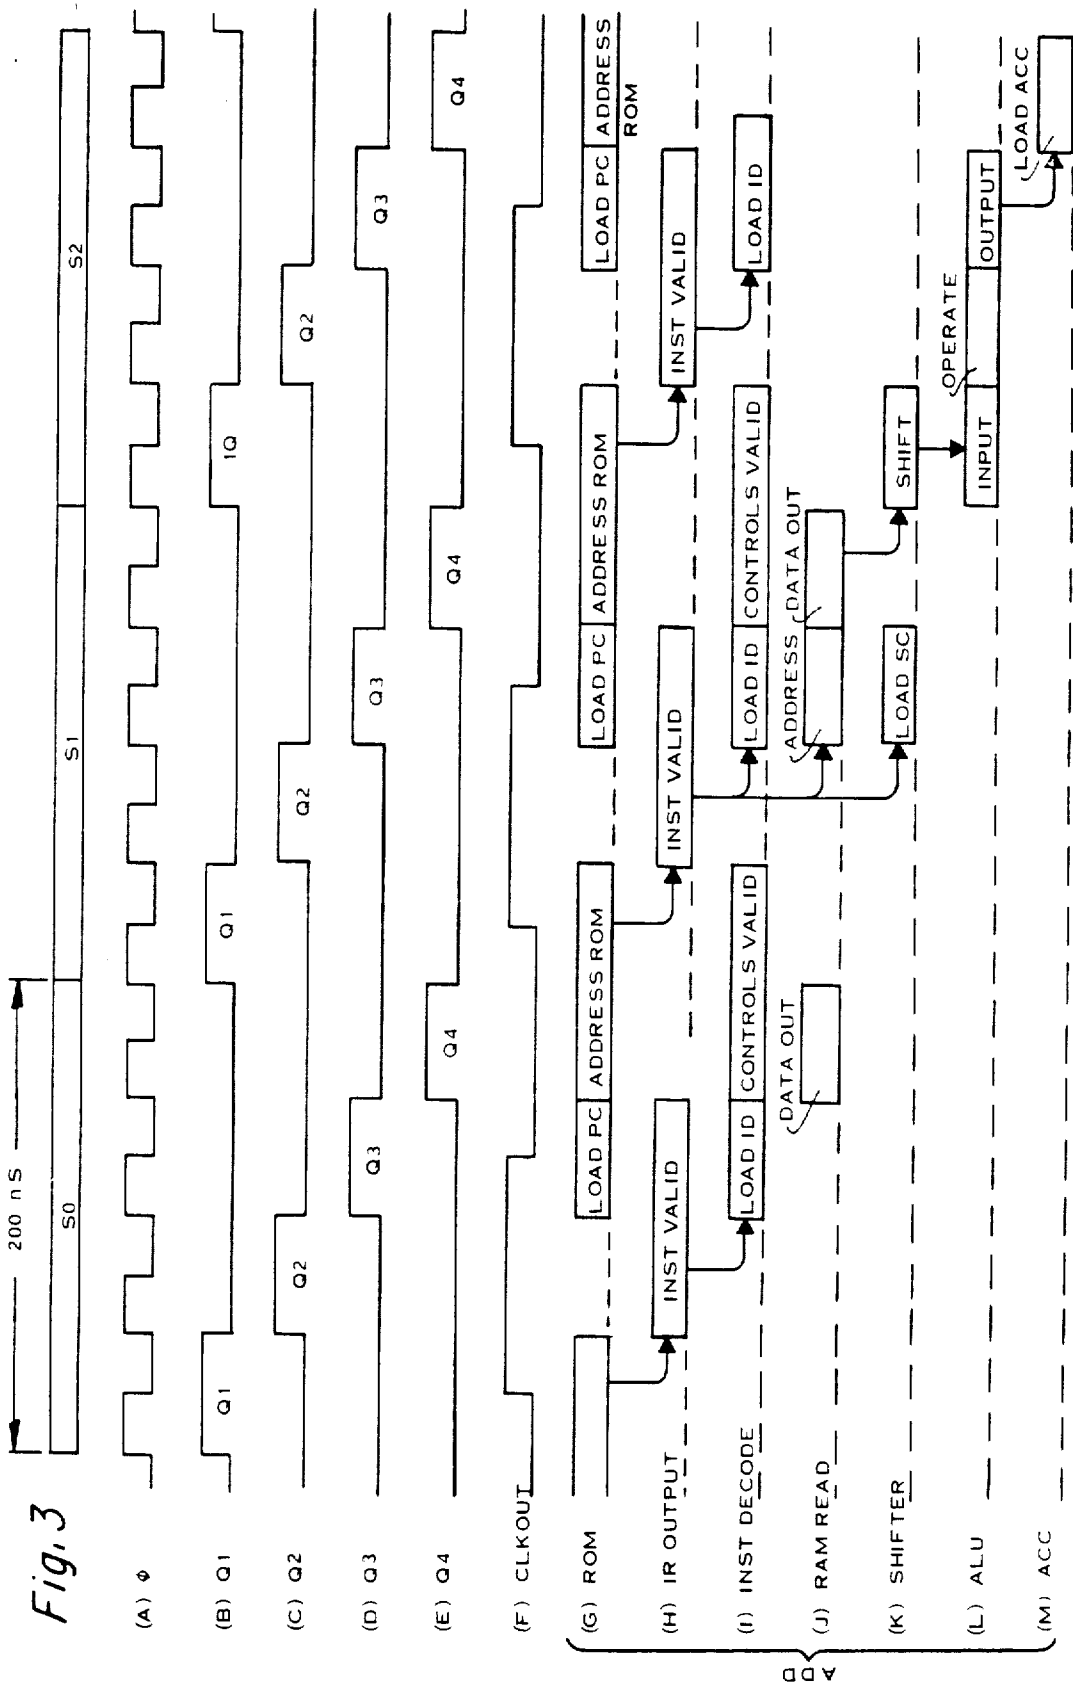 Fig. 3
200 nS
S0 S1 S2
(A) Φ
(B) Q1 Q1 Q1 1Q
(C) Q2 Q2 Q2 Q2
(D) Q3 Q3 Q3 Q3
(E) Q4 Q4 Q4 Q4
(F) CLKOUT
ADD
(G) ROM LOAD PC ADDRESS ROM LOAD PC ADDRESS ROM LOAD PC ADDRESS
ROM
(H) IR OUTPUT INST VALID INST VALID INST VALID
(I) INST DECODE LOAD ID CONTROLS VALID LOAD ID CONTROLS VALID LOAD ID
DATA OUT ADDRESS DATA OUT
(J) RAM READ
(K) SHIFTER LOAD SC SHIFT
OPERATE
(L) ALU INPUT OUTPUT
LOAD ACC
(M) ACC